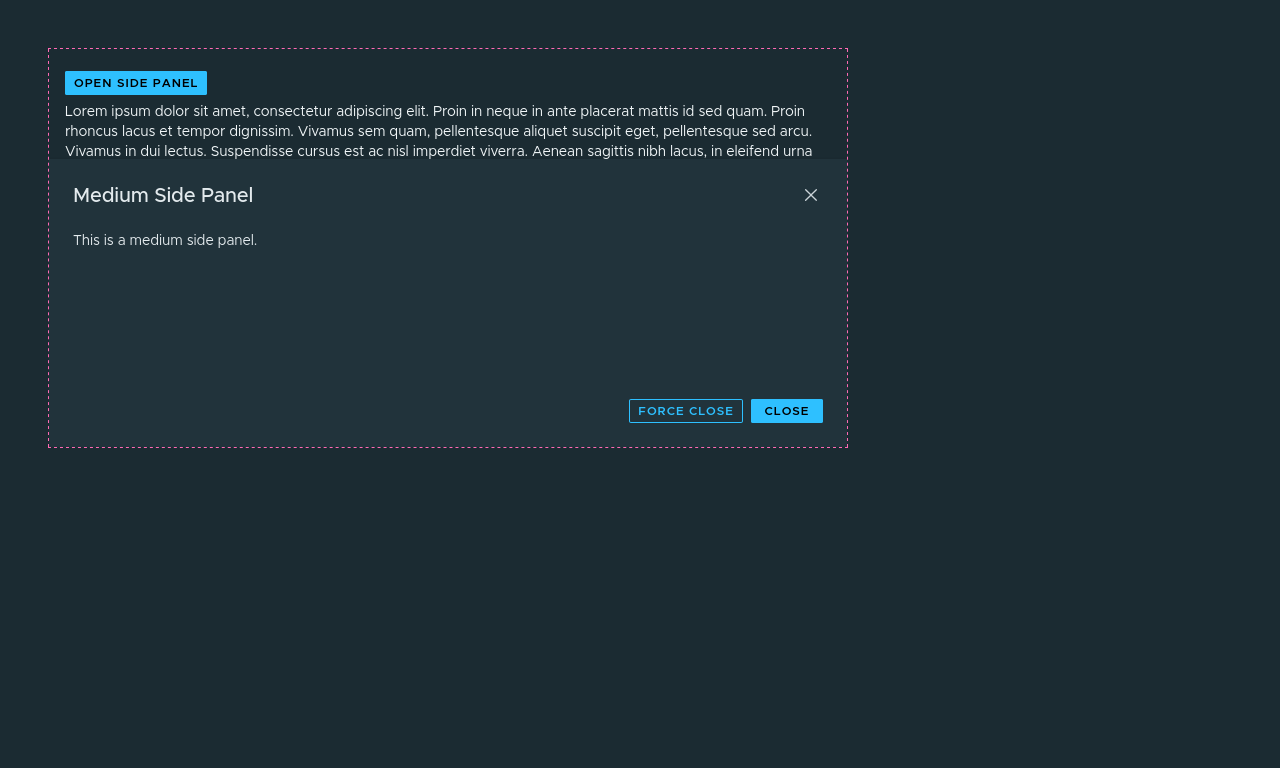 OPEN SIDE PANEL
Lorem ipsum dolor sit amet, consectetur adipiscing elit. Proin in neque in ante placerat mattis id sed quam. Proin
rhoncus lacus et tempor dignissim. Vivamus sem quam, pellentesque aliquet suscipit eget, pellentesque sed arcu.
Vivamus in dui lectus. Suspendisse cursus est ac nisl imperdiet viverra. Aenean sagittis nibh lacus, in eleifend urna
Medium Side Panel
This is a medium side panel.
FORCE CLOSE
CLOSE